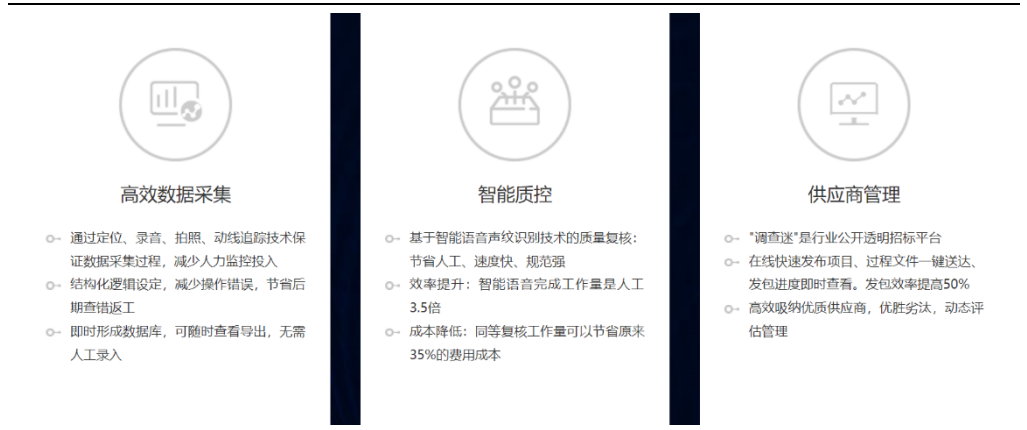 高效数据采集
通过定位、录音、拍照、动线追踪技术保
证数据采集过程，减少人力监控投入
结构化逻辑设定，减少操作错误，节省后
期查错返工
即时形成数据库，可随时查看导出，无需
人工录入
智能质控
基于智能语音声纹识别技术的质量复核：
节省人工、速度快、规范强
效率提升：智能语音完成工作量是人工
3.5倍
成本降低：同等复核工作量可以节省原来
35%的费用成本
供应商管理
"调查迷"是行业公开透明招标平台
在线快速发布项目、过程文件一键送达、
发包进度即时查看。发包效率提高50%
高效吸纳优质供应商，优胜劣汰，动态评
估管理